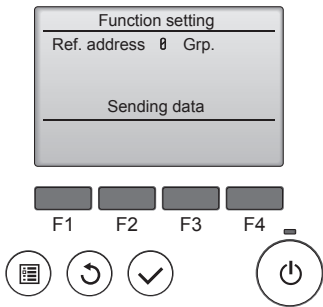 Function setting
Ref. address 0 Grp.
Sending data
F1 F2 F3 F4